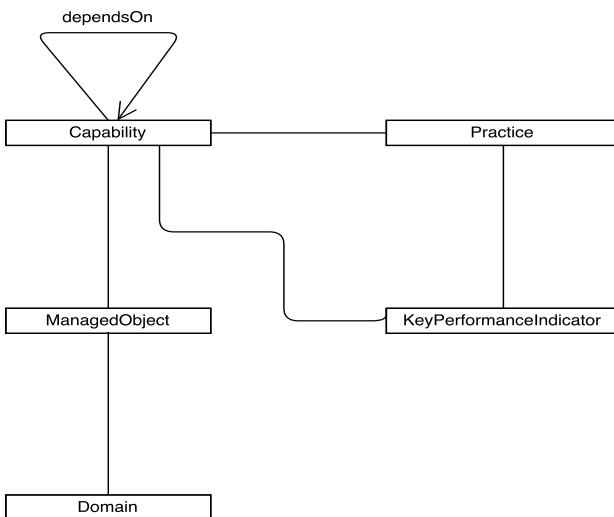 dependsOn
Capability
Practice
ManagedObject
KeyPerformanceIndicator
Domain